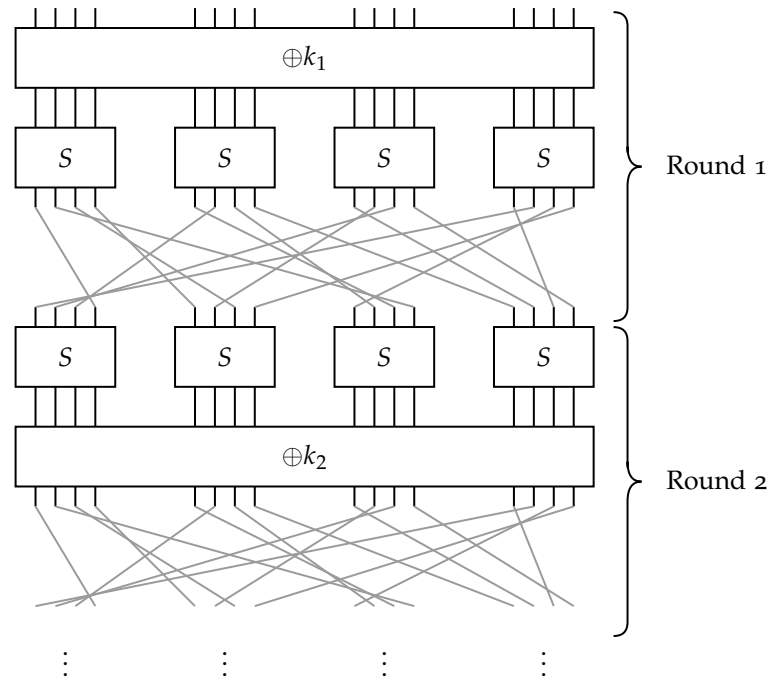 ⊕k₁
S S S S
Round 1
S S S S
⊕k₂
Round 2
⋮ ⋮ ⋮ ⋮